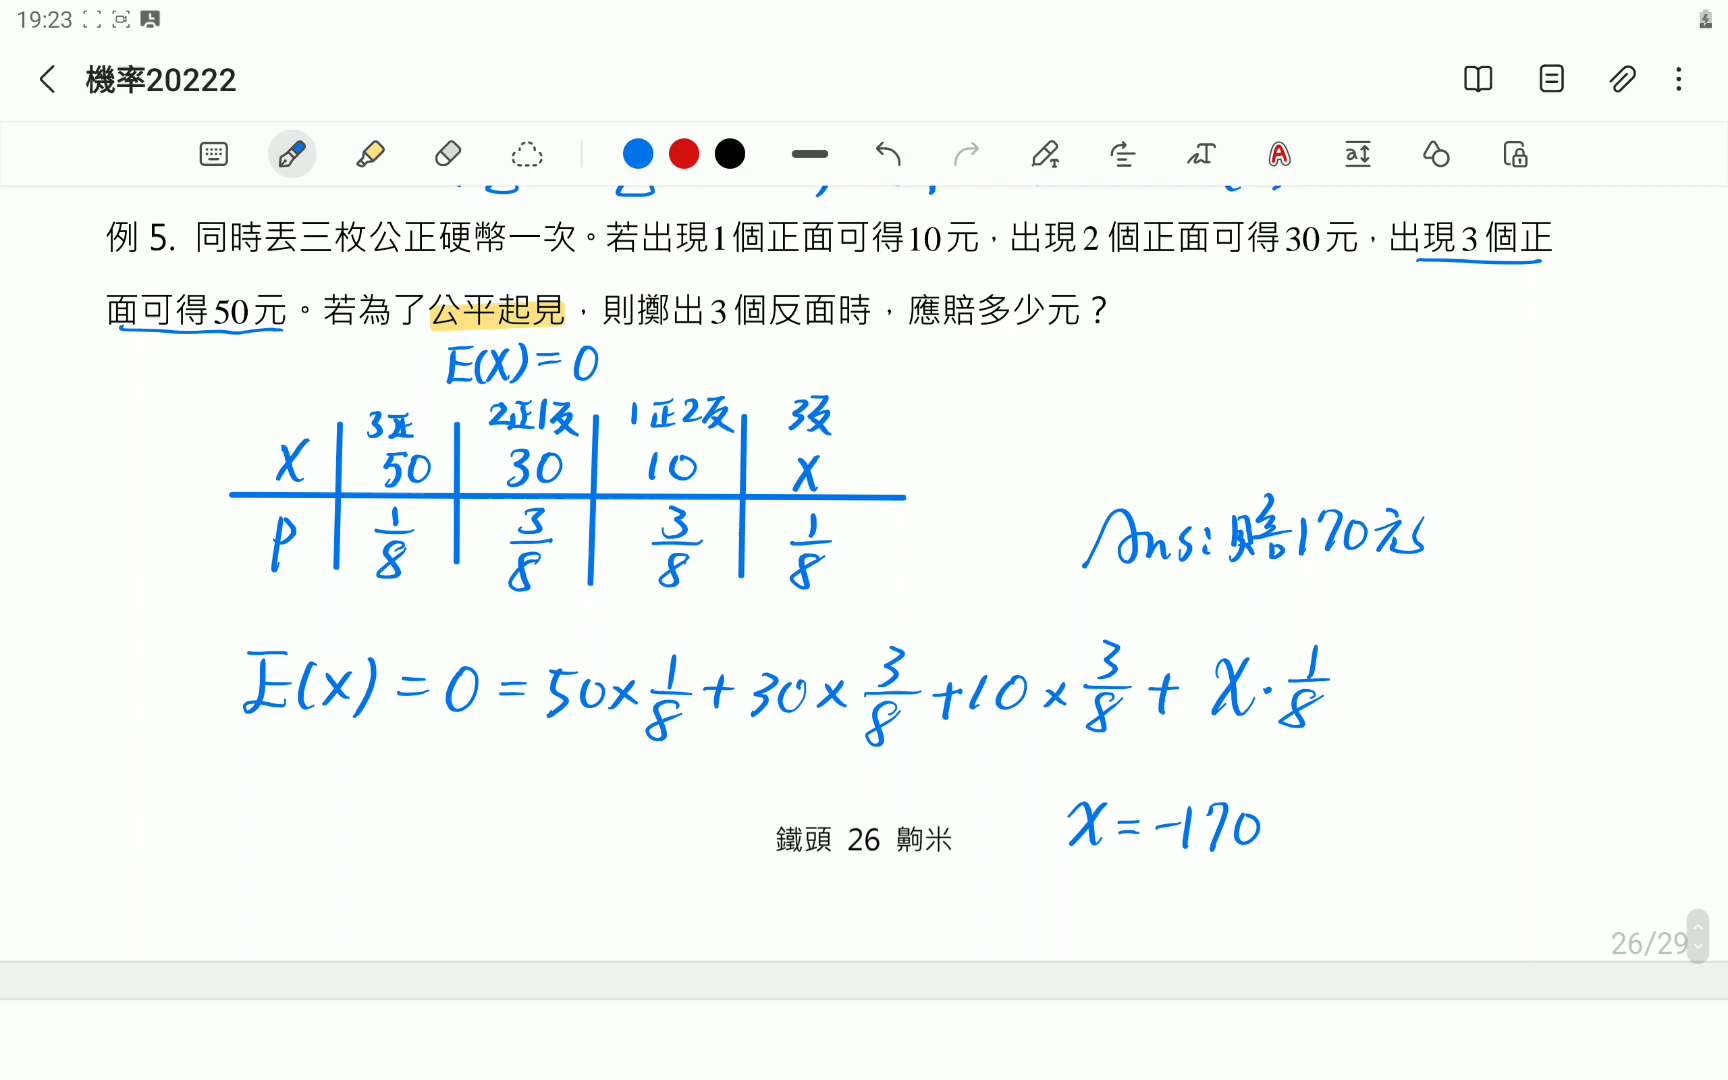 19:23
機率20222
A
a
例 5. 同時丟三枚公正硬幣一次。若出現1個正面可得10元，出現2 個正面可得30元，出現3個正
面可得50元。若為了公平起見，則擲出3個反面時，應賠多少元？
E(X)=0
3正 2正1反 1正2反 3反
X 50 30 10 X
P 1/8 3/8 3/8 1/8
Ans:賠170元
E(X)=0=50×1/8+30×3/8+10×3/8+X·1/8
X=-170
鐵頭 26 齁米
26/29